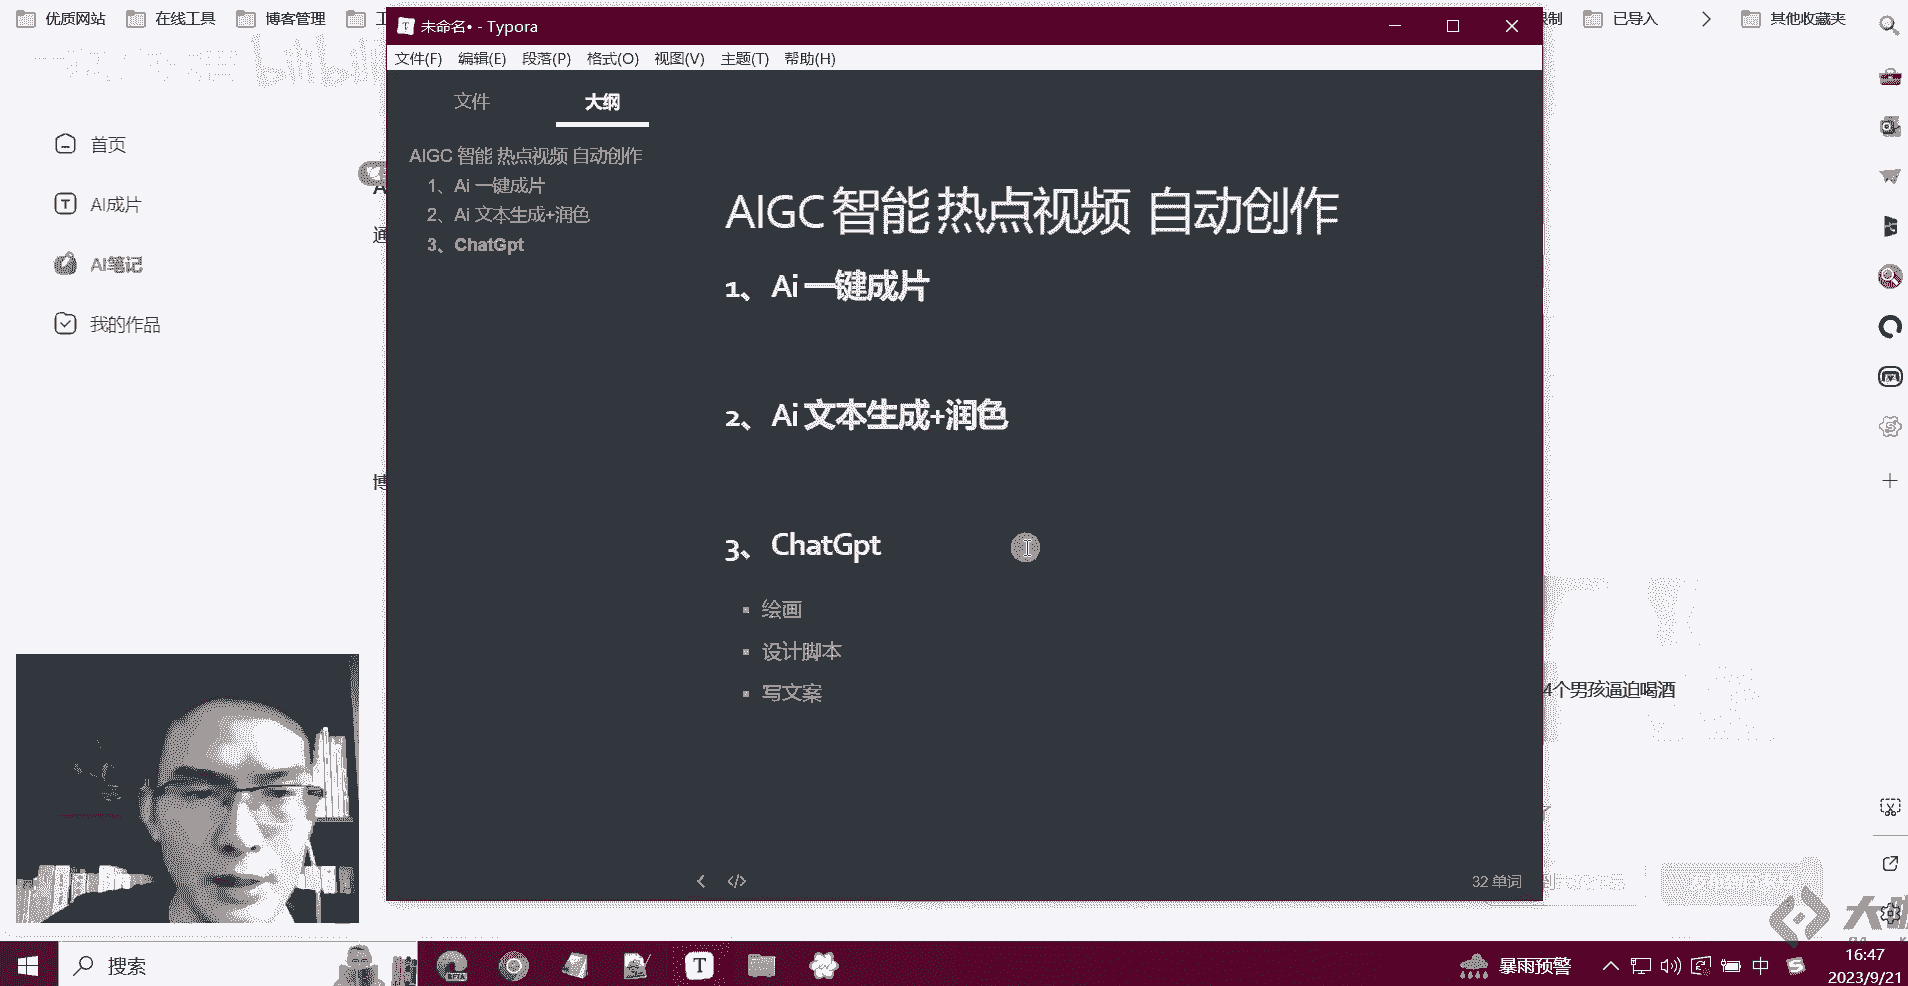 优质网站
在线工具
博客管理
已导入
其他收藏夹
未命名• - Typora
文件(F) 编辑(E) 段落(P) 格式(O) 视图(V) 主题(T) 帮助(H)
bilibili
首页
AI成片
AI笔记
我的作品
文件
大纲
AIGC 智能 热点视频 自动创作
1、Ai 一键成片
2、Ai 文本生成+润色
3、ChatGpt
AIGC 智能 热点视频 自动创作
1、 Ai 一键成片
2、 Ai 文本生成+润色
3、 ChatGpt
绘画
设计脚本
写文案
4个男孩逼迫喝酒
</>
32 单词
搜索
暴雨预警
中
16:47
2023/9/21